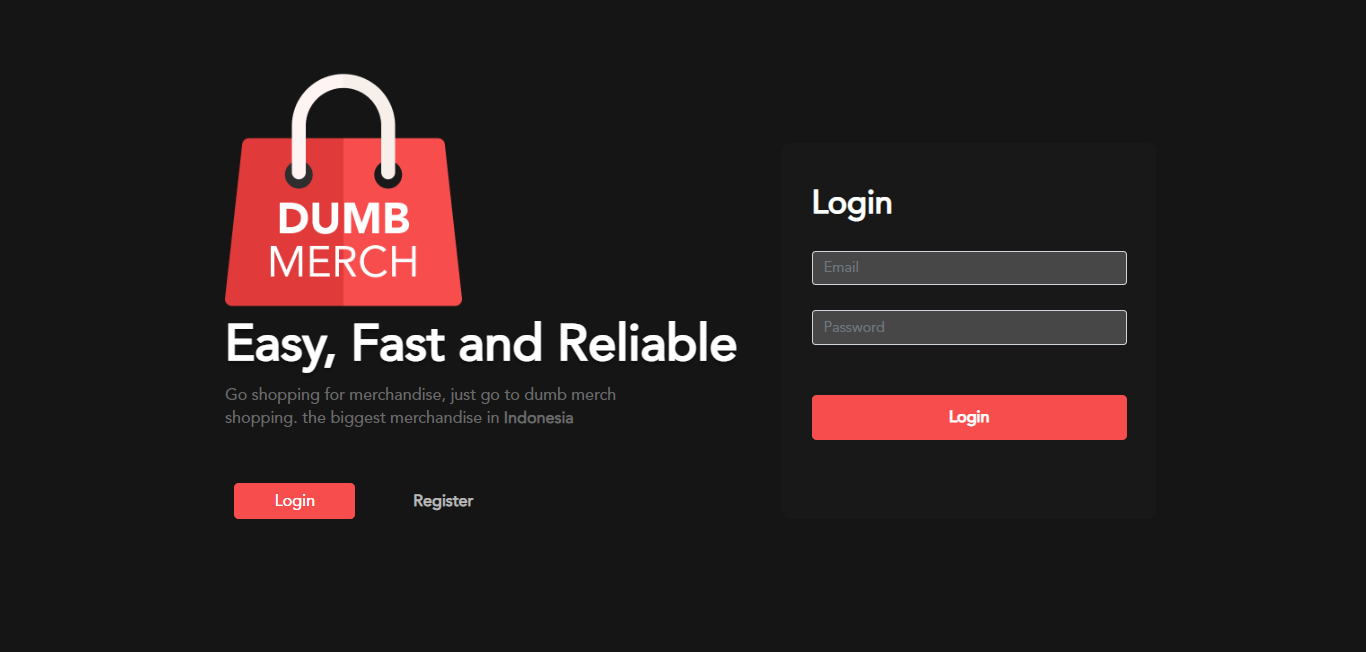 DUMB
MERCH
Easy, Fast and Reliable
Go shopping for merchandise, just go to dumb merch
shopping. the biggest merchandise in Indonesia
Login
Register
Login
Email
Password
Login